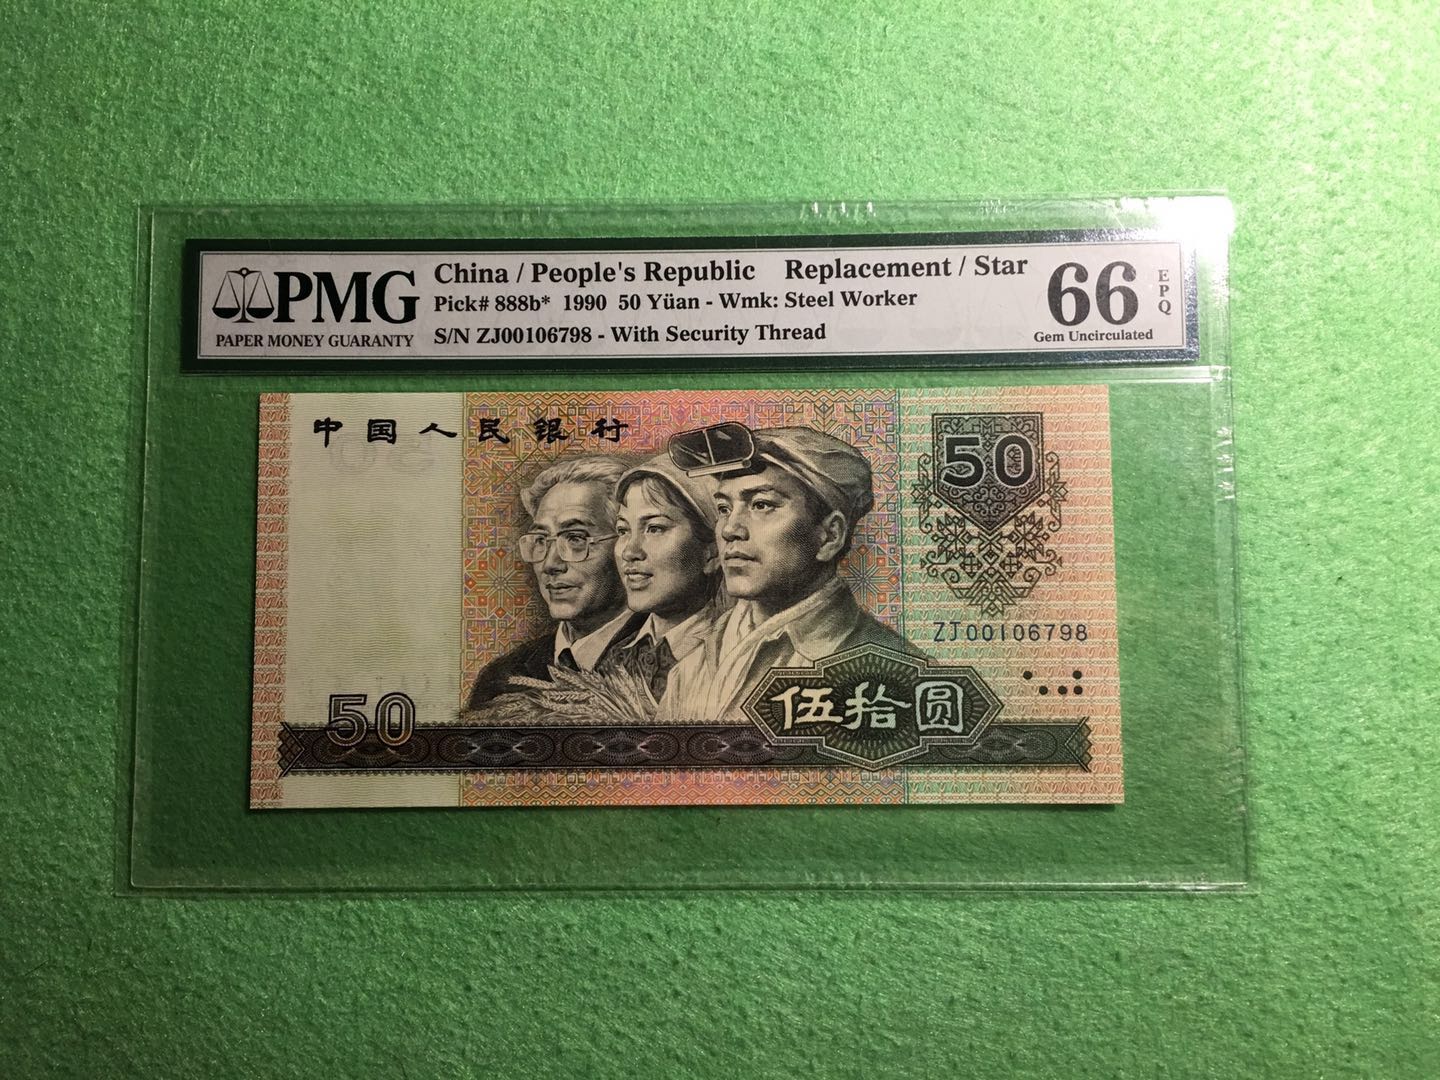 PMG
PAPER MONEY GUARANTY
China / People's Republic Replacement / Star
Pick# 888b* 1990 50 Yüan - Wmk: Steel Worker
S/N ZJ00106798 - With Security Thread
66
EPQ
Gem Uncirculated
中国人民银行
50
ZJ00106798
50
伍拾圆